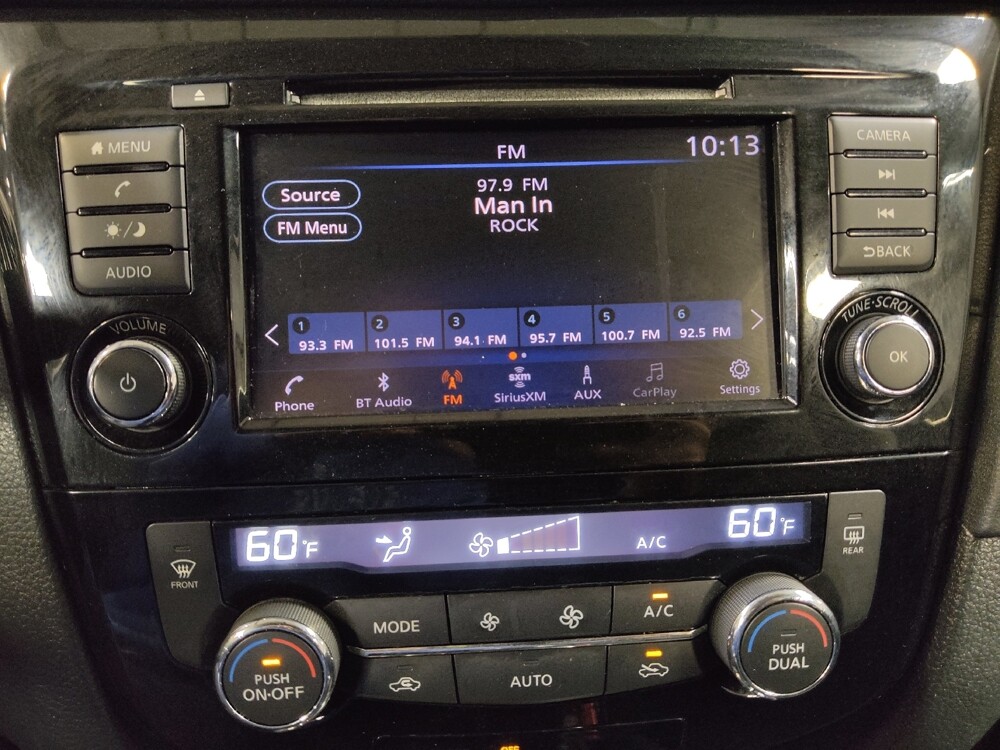 MENU
AUDIO
VOLUME
FM
10:13
Source
FM Menu
97.9 FM
Man In
ROCK
1
93.3 FM
2
101.5 FM
3
94.1 FM
4
95.7 FM
5
100.7 FM
6
92.5 FM
Phone
BT Audio
FM
sxm
SiriusXM
AUX
CarPlay
Settings
CAMERA
BACK
TUNE·SCROLL
OK
60°F
A/C
60°F
FRONT
REAR
MODE
A/C
AUTO
PUSH
ON·OFF
PUSH
DUAL
OFF